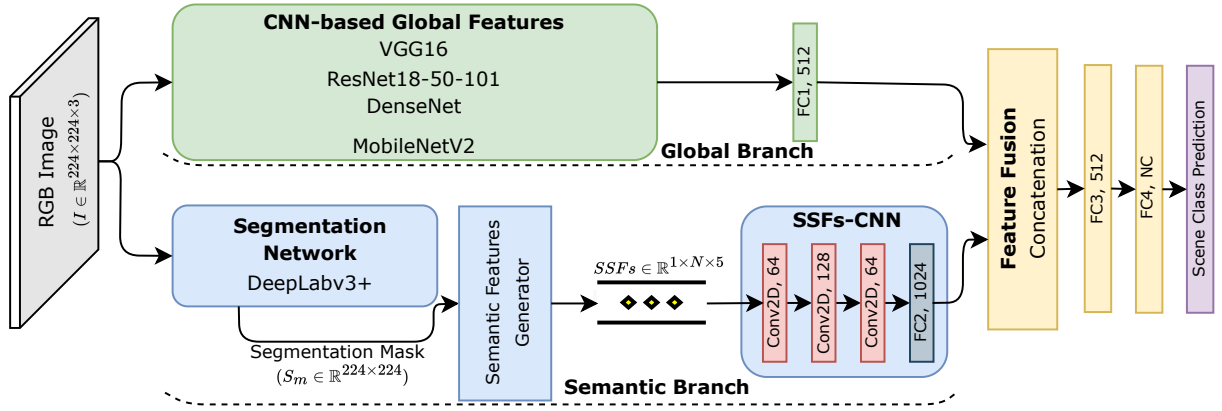 RGB Image
(I ∈ ℝ^{224×224×3})
CNN-based Global Features
VGG16
ResNet18-50-101
DenseNet
MobileNetV2
FC1, 512
Global Branch
Segmentation
Network
DeepLabv3+
Segmentation Mask
(S_m ∈ ℝ^{224×224})
Semantic Features
Generator
SSFs ∈ ℝ^{1×N×5}
SSFs-CNN
Conv2D, 64
Conv2D, 128
Conv2D, 64
FC2, 1024
Semantic Branch
Feature Fusion
Concatenation
FC3, 512
FC4, NC
Scene Class Prediction